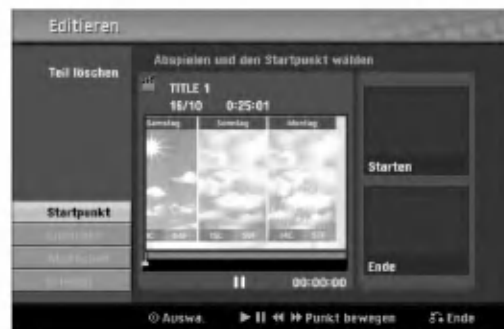 Editieren
Teil löschen
Abspielen und den Startpunkt wählen
TITLE 1
16/10 0:25:01
Samstag Sonntag Montag
Starten
Startpunkt
Ende
00:00:00
Auswa. Punkt bewegen Ende